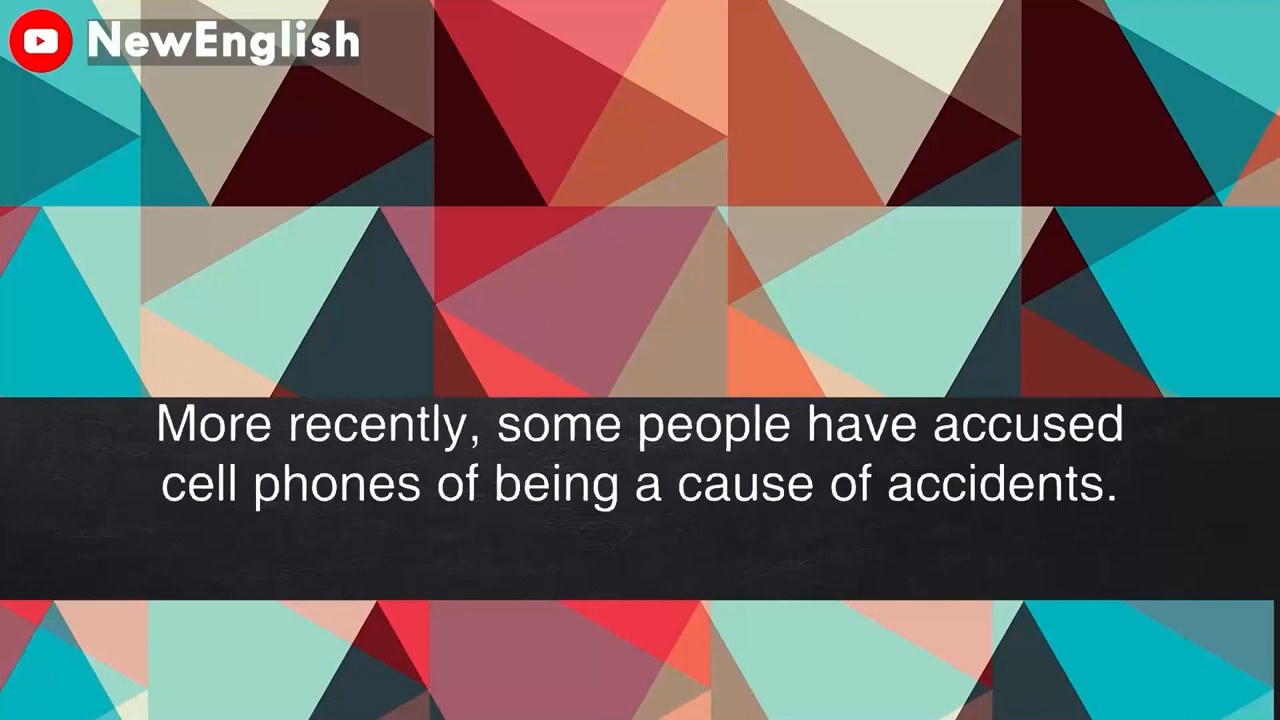 NewEnglish
More recently, some people have accused
cell phones of being a cause of accidents.